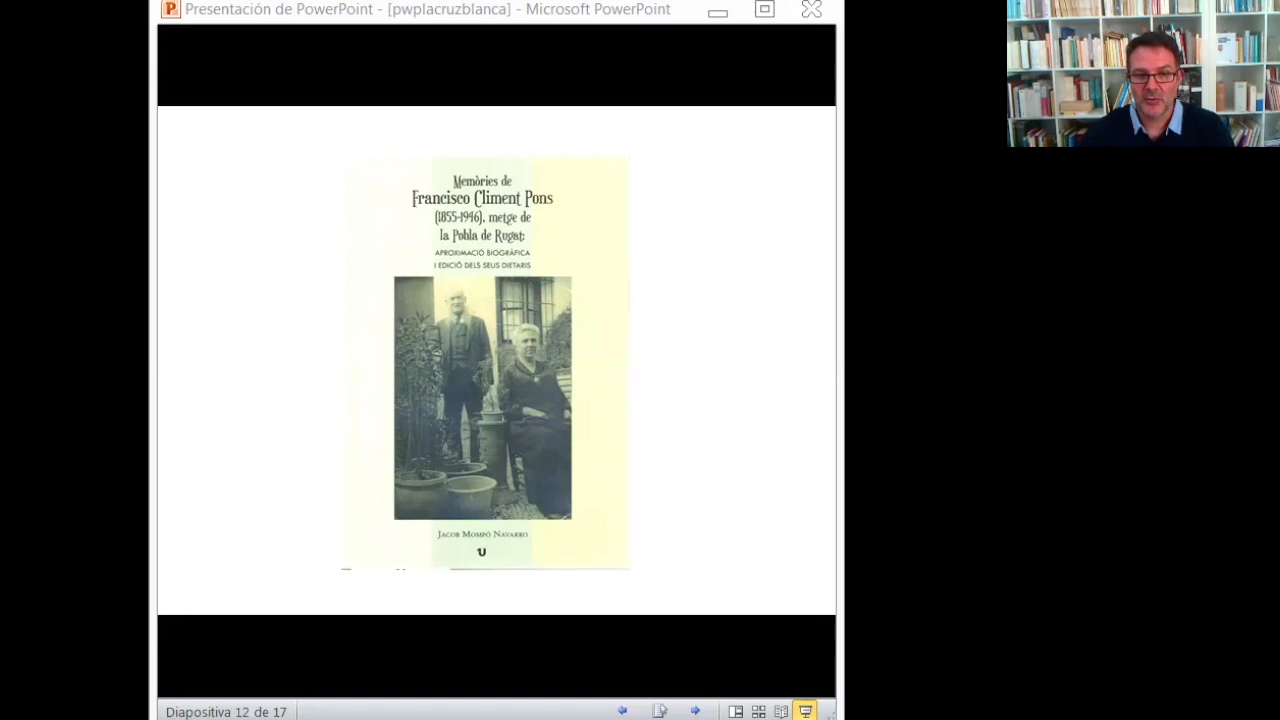 Presentación de PowerPoint - [pwplacruzblanca] - Microsoft PowerPoint
Memòries de
Francisco Climent Pons
(1855-1946), metge de
la Pobla de Rugat:
APROXIMACIÓ BIOGRÀFICA
I EDICIÓ DELS SEUS DIETARIS
JACOB MOMPÓ NAVARRO
Diapositiva 12 de 17